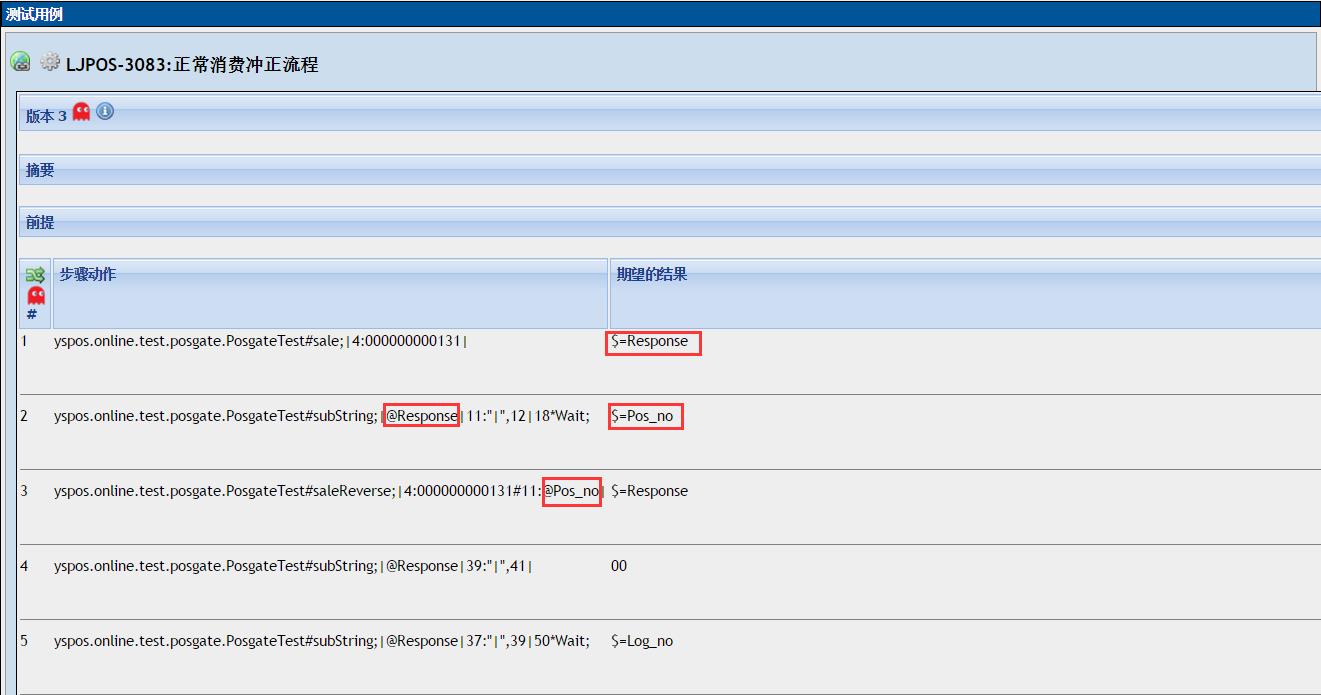 测试用例
LJPOS-3083:正常消费冲正流程
版本 3
摘要
前提
# 步骤动作 期望的结果
1 yspos.online.test.posgate.PosgateTest#sale;|4:000000000131| $=Response
2 yspos.online.test.posgate.PosgateTest#subString;|@Response|11:"|",12|18*Wait; $=Pos_no
3 yspos.online.test.posgate.PosgateTest#saleReverse;|4:000000000131#11:@Pos_no| $=Response
4 yspos.online.test.posgate.PosgateTest#subString;|@Response|39:"|",41| 00
5 yspos.online.test.posgate.PosgateTest#subString;|@Response|37:"|",39|50*Wait; $=Log_no